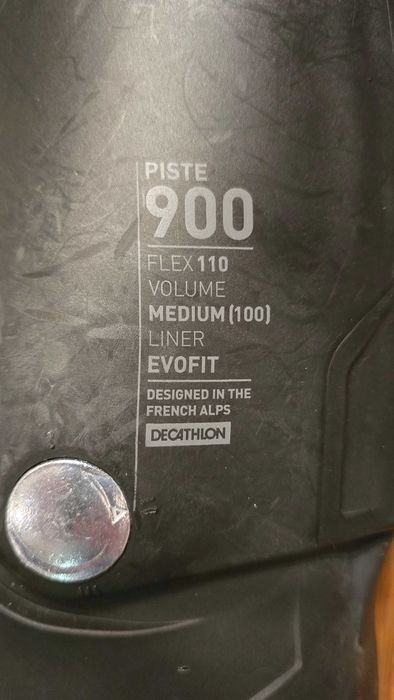 PISTE
900
FLEX 110
VOLUME
MEDIUM (100)
LINER
EVOFIT
DESIGNED IN THE
FRENCH ALPS
DECATHLON